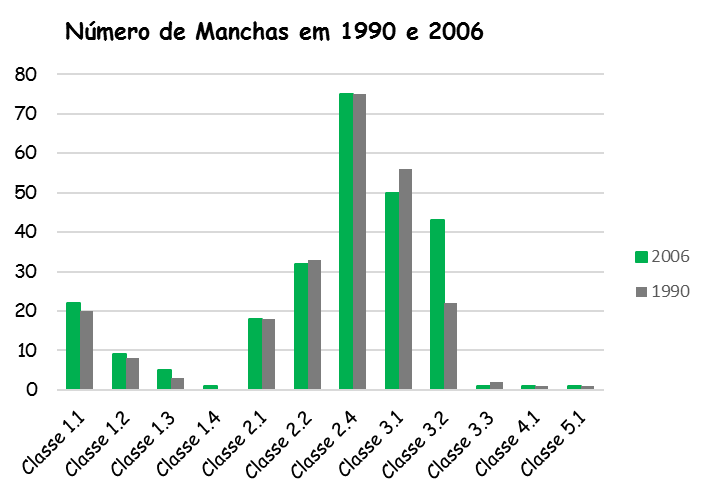 Número de Manchas em 1990 e 2006
80
70
60
50
40
30
20
10
0
2006
1990
Classe 1.1
Classe 1.2
Classe 1.3
Classe 1.4
Classe 2.1
Classe 2.2
Classe 2.4
Classe 3.1
Classe 3.2
Classe 3.3
Classe 4.1
Classe 5.1